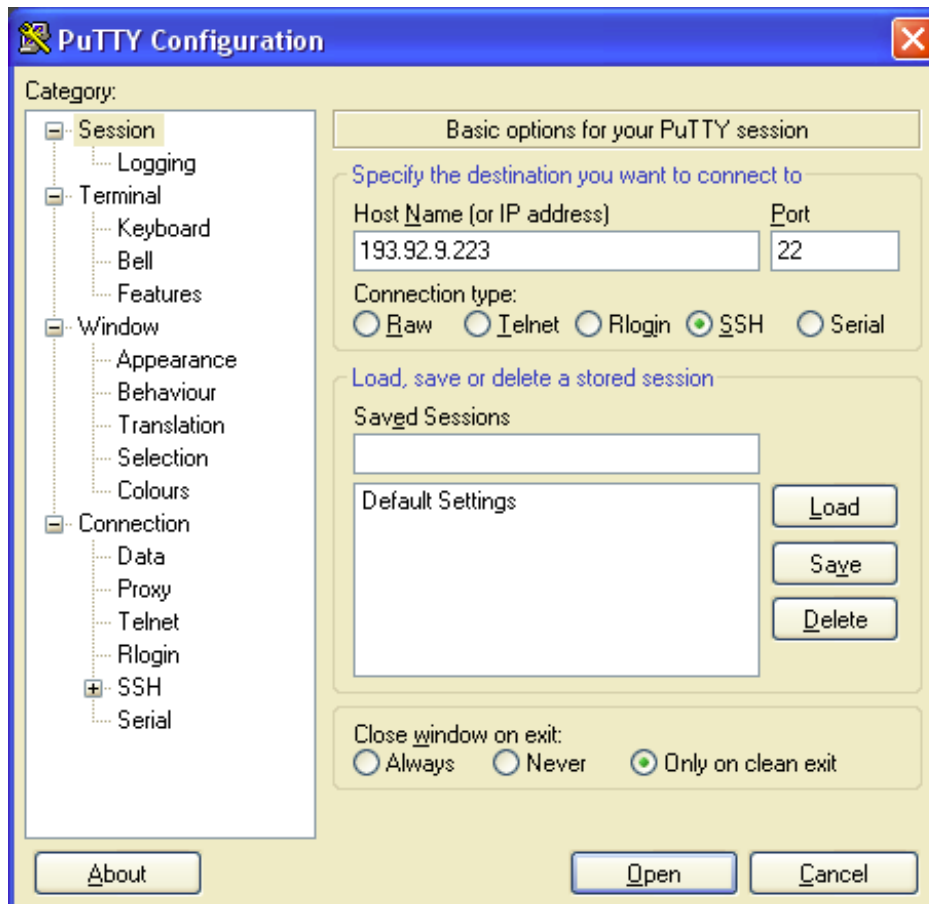 PuTTY Configuration
Category:
Session
Logging
Terminal
Keyboard
Bell
Features
Window
Appearance
Behaviour
Translation
Selection
Colours
Connection
Data
Proxy
Telnet
Rlogin
SSH
Serial
Basic options for your PuTTY session
Specify the destination you want to connect to
Host Name (or IP address) Port
193.92.9.223 22
Connection type:
Raw Telnet Rlogin SSH Serial
Load, save or delete a stored session
Saved Sessions
Default Settings
Load
Save
Delete
Close window on exit:
Always Never Only on clean exit
About Open Cancel